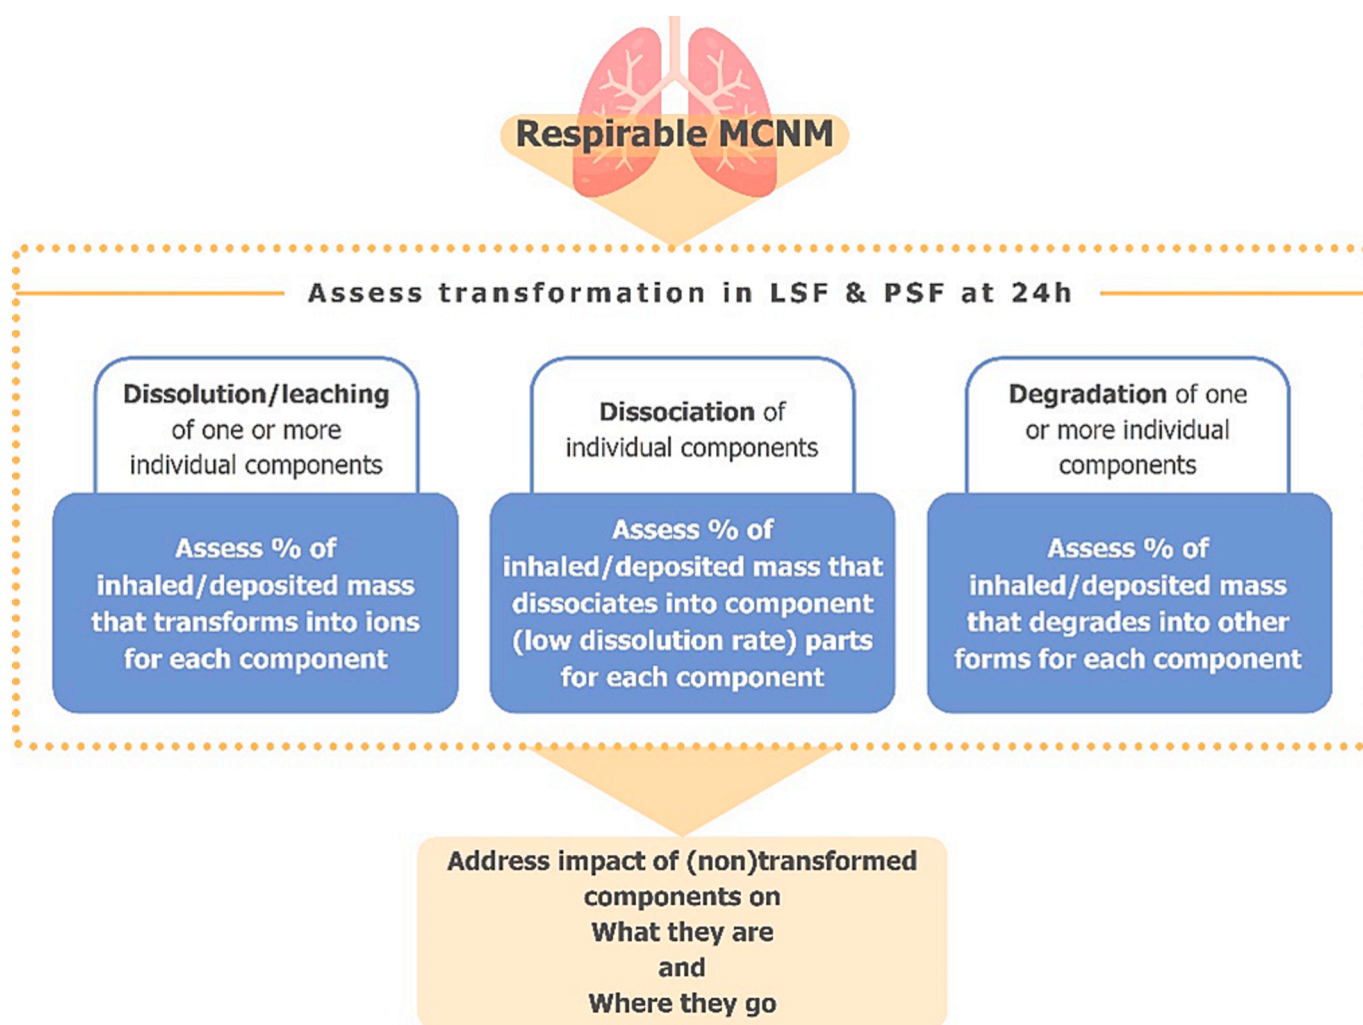 Respirable MCNM
Assess transformation in LSF & PSF at 24h
Dissolution/leaching
of one or more
individual components
Assess % of
inhaled/deposited mass
that transforms into ions
for each component
Dissociation of
individual components
Assess % of
inhaled/deposited mass that
dissociates into component
(low dissolution rate) parts
for each component
Degradation of one
or more individual
components
Assess % of
inhaled/deposited mass
that degrades into other
forms for each component
Address impact of (non)transformed
components on
What they are
and
Where they go